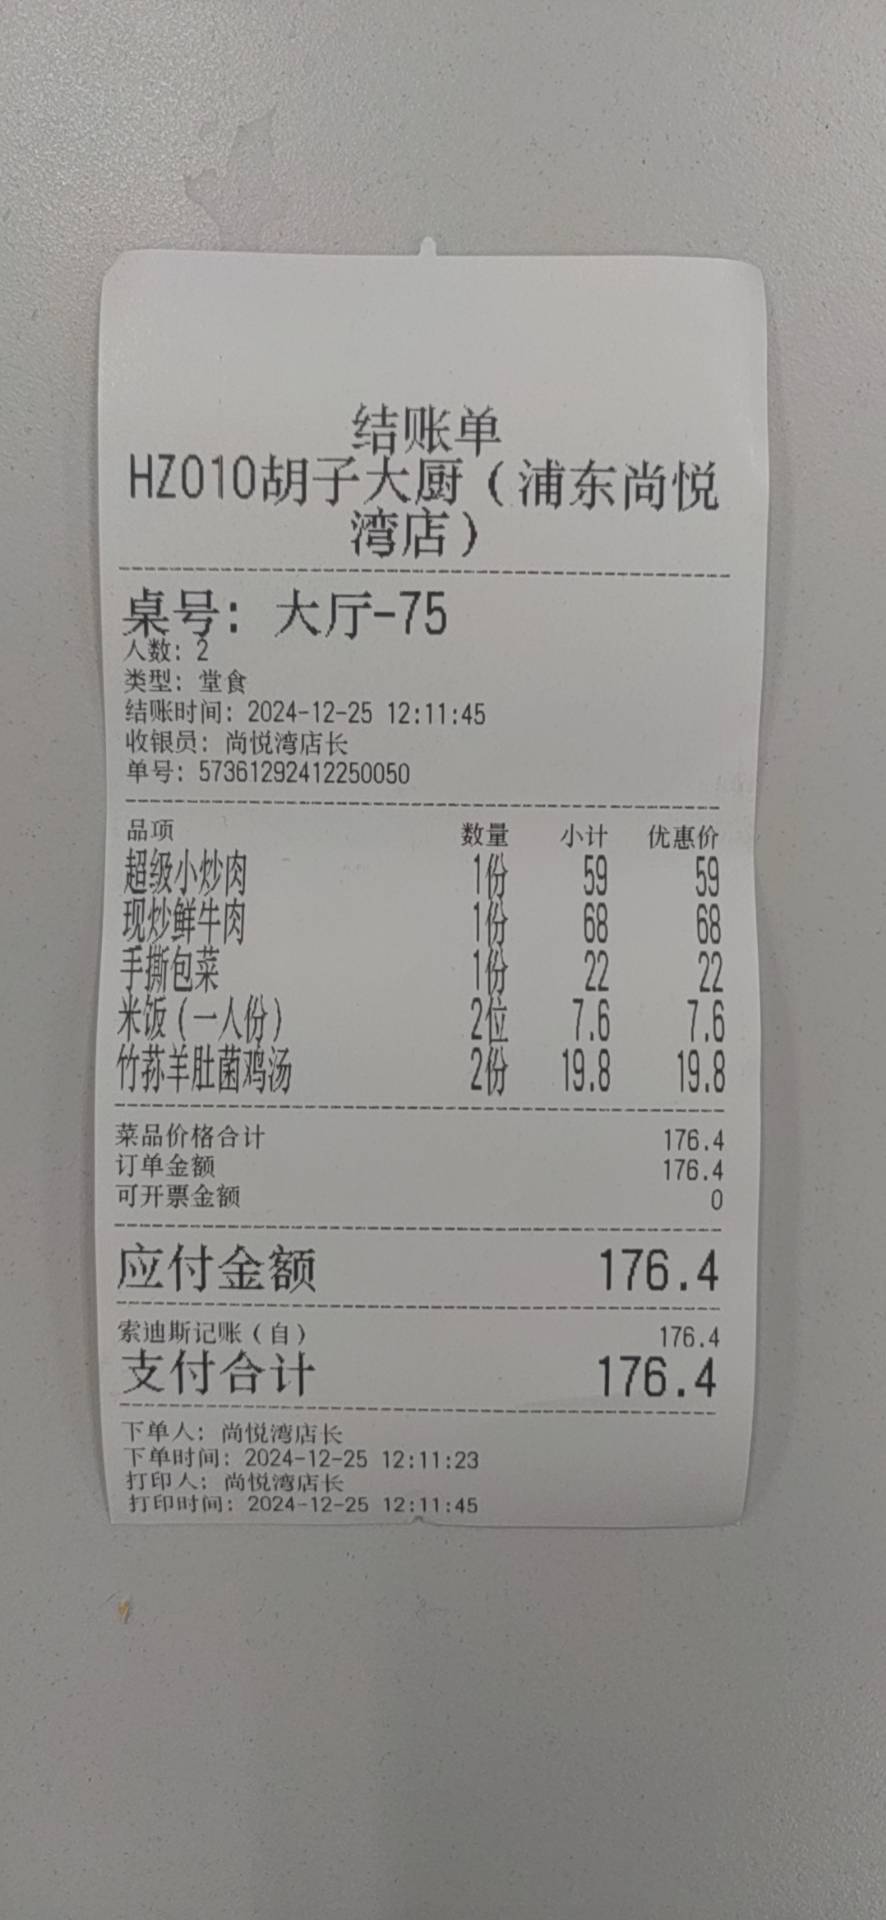 结账单
HZ010胡子大厨（浦东尚悦
湾店）
桌号: 大厅-75
人数: 2
类型: 堂食
结账时间: 2024-12-25 12:11:45
收银员: 尚悦湾店长
单号: 57361292412250050
品项 数量 小计 优惠价
超级小炒肉 1份 59 59
现炒鲜牛肉 1份 68 68
手撕包菜 1份 22 22
米饭(一人份) 2位 7.6 7.6
竹荪羊肚菌鸡汤 2份 19.8 19.8
菜品价格合计 176.4
订单金额 176.4
可开票金额 0
应付金额 176.4
索迪斯记账(自) 176.4
支付合计 176.4
下单人: 尚悦湾店长
下单时间: 2024-12-25 12:11:23
打印人: 尚悦湾店长
打印时间: 2024-12-25 12:11:45